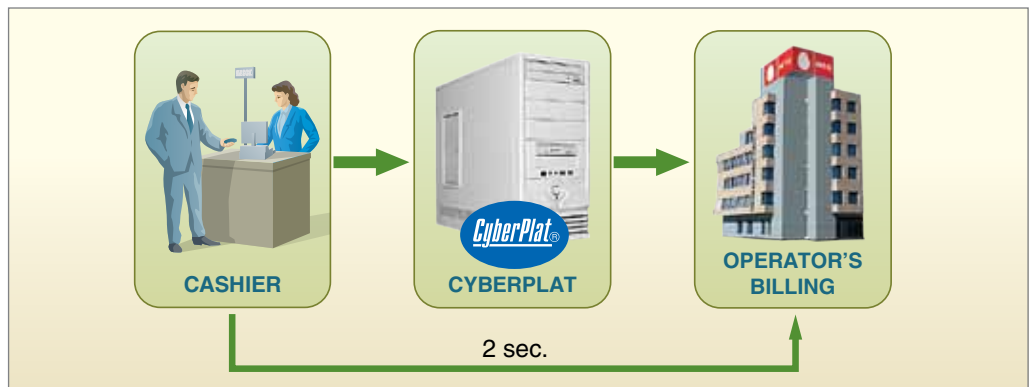 CyberPlat®
CASHIER
CYBERPLAT
OPERATOR'S
BILLING
2 sec.